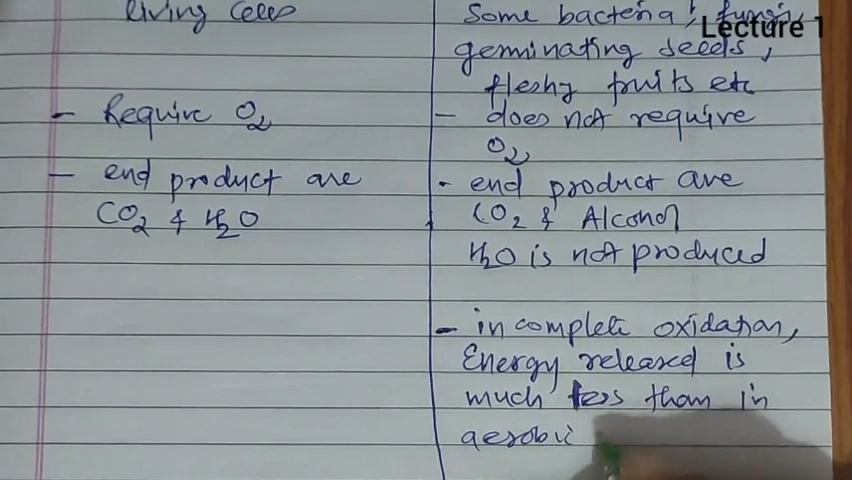 living Cells
Some bacteria, fungi,
Lecture 1
germinating seeds,
fleshy fruits etc
- Require O2
- does not require
O2
- end product are
CO2 & H2O
- end product are
CO2 & Alcohol
H2O is not produced
- incomplete oxidation,
Energy released is
much less than in
aerobic